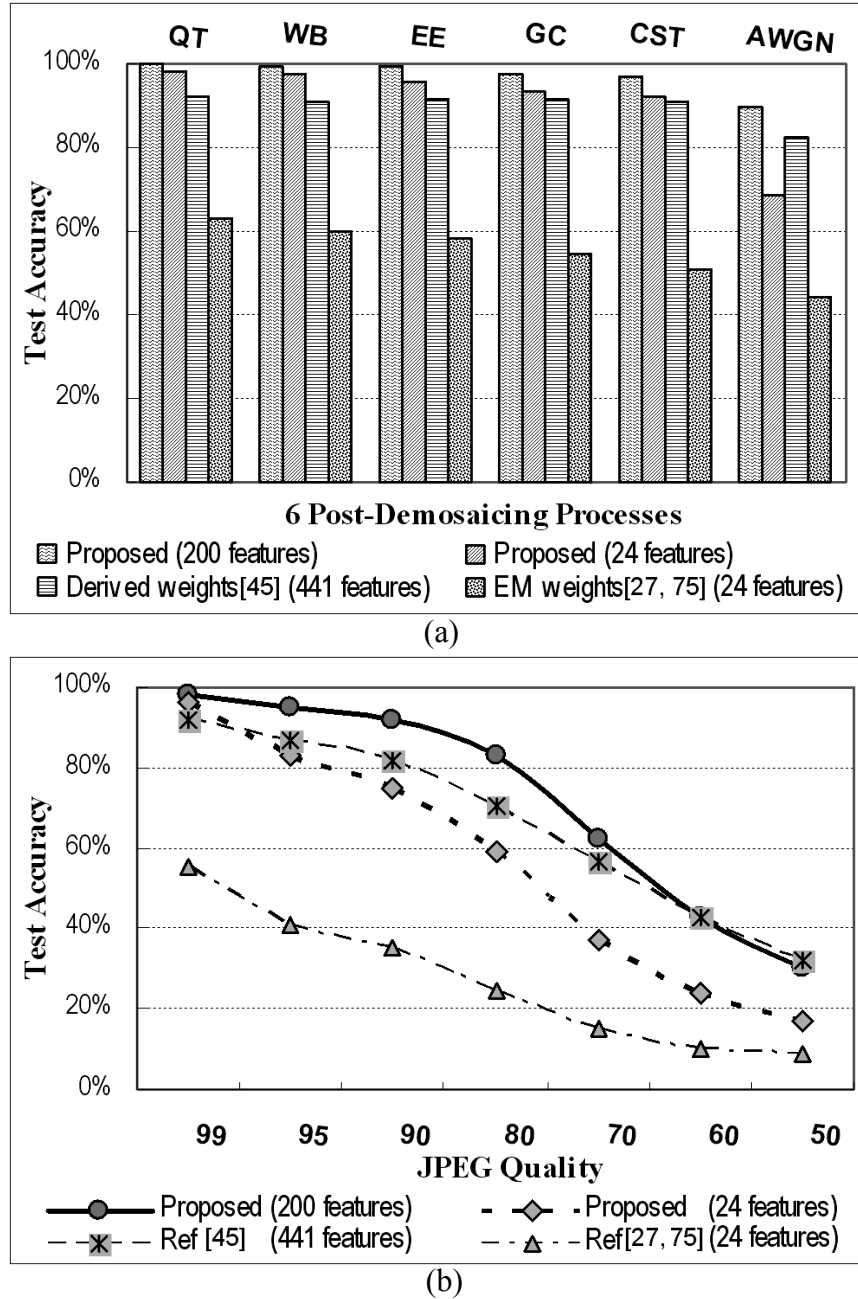 QT WB EE GC CST AWGN
100%
80%
60%
40%
20%
0%
Test Accuracy
6 Post-Demosaicing Processes
Proposed (200 features) Proposed (24 features)
Derived weights[45] (441 features) EM weights[27, 75] (24 features)
(a)
100%
80%
60%
40%
20%
0%
Test Accuracy
99 95 90 80 70 60 50
JPEG Quality
Proposed (200 features) Proposed (24 features)
Ref [45] (441 features) Ref[27, 75] (24 features)
(b)